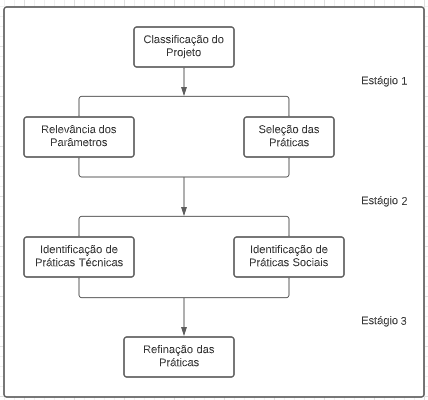 Classificação do
Projeto
Estágio 1
Relevância dos
Parâmetros
Seleção das
Práticas
Estágio 2
Identificação de
Práticas Técnicas
Identificação de
Práticas Sociais
Estágio 3
Refinação das
Práticas